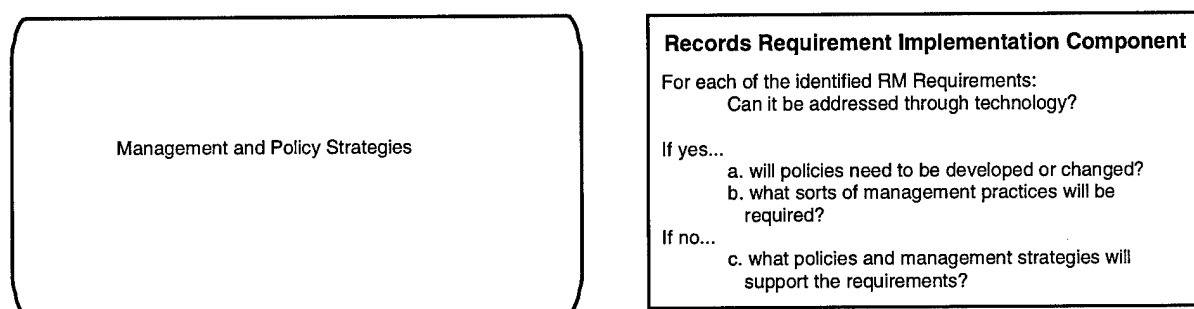 Management and Policy Strategies
Records Requirement Implementation Component
For each of the identified RM Requirements:
Can it be addressed through technology?
If yes...
a. will policies need to be developed or changed?
b. what sorts of management practices will be
required?
If no...
c. what policies and management strategies will
support the requirements?